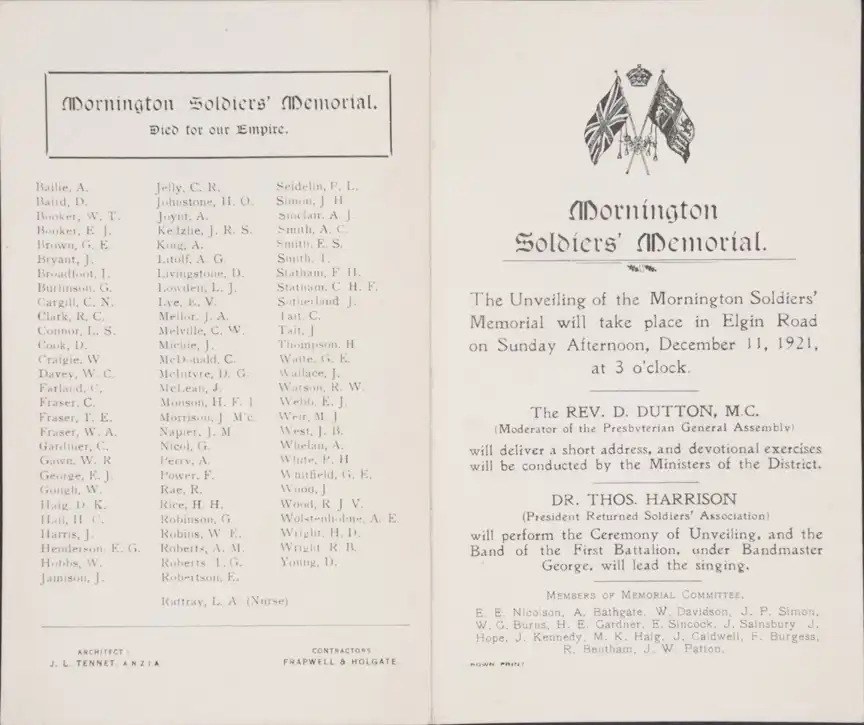 Mornington Soldiers' Memorial.
Died for our Empire.
Bailie, A.
Baird, D.
Booker, W. T.
Booker, E. J.
Brown, G. E.
Bryant, J.
Broadfoot, J.
Burlinson, G.
Cargill, C. N.
Clark, R. C.
Connor, L. S.
Cook, D.
Craigie, W
Davey, W. C.
Farland, C.
Fraser, C.
Fraser, T. E.
Fraser, W. A.
Gardiner, C.
Gawn, W. R
George, E. J.
Gough, W.
Haig, D. K.
Hall, H. C.
Harris, J.
Henderson, E. G.
Hobbs, W.
Jamison, J.
Jelly, C. R.
Johnstone, H. O.
Joynt, A.
Kedzlie, J. R. S.
King, A.
Litolff, A. G.
Livingstone, D.
Lowden, L. J.
Lye, E. V.
Mellor, J. A.
Melville, C. W.
Michie, J.
McDonald, C.
McIntyre, D. G.
McLean, J.
Monson, H. F. I
Morrison, J. Mc.
Napier, J. M
Nicol, G.
Perry, A.
Power, F.
Rae, R.
Rice, H. H.
Robinson, G.
Robins, W. E.
Roberts, A. M.
Roberts I. G.
Robertson, E.
Seidelin, F. L.
Simon, J H
Sinclair, A. J
Smith, A. C.
Smith, E. S.
Smith, T.
Statham, F H.
Statham, C H. F.
Sutherland J.
Tait, C.
Tait, J
Thompson, H
Waite, G. E.
Wallace, J.
Watson, R. W.
Webb, E. J.
Weir, M. J
West, J. B.
Whelan, A.
White, P. H
Whitfield, G. E.
Wood, J
Wood, R J V.
Wolstenholme, A. E
Wright, H. D.
Wright R B.
Young, D.
Rattray, L. A. (Nurse)
ARCHITECT:
J. L. TENNET. A N Z I A
CONTRACTORS
FRAPWELL & HOLGATE
Mornington
Soldiers' Memorial.
The Unveiling of the Mornington Soldiers'
Memorial will take place in Elgin Road
on Sunday Afternoon, December 11, 1921,
at 3 o'clock.
The REV. D. DUTTON, M.C.
(Moderator of the Presbyterian General Assembly)
will deliver a short address, and devotional exercises
will be conducted by the Ministers of the District.
DR. THOS. HARRISON
(President Returned Soldiers' Association)
will perform the Ceremony of Unveiling, and the
Band of the First Battalion, under Bandmaster
George, will lead the singing.
MEMBERS OF MEMORIAL COMMITTEE.
E. E. Nicolson, A. Bathgate, W. Davidson, J. P. Simon,
W. G. Burns, H. E. Gardner, E. Sincock, J. Sainsbury J.
Hope, J. Kennedy, M. K. Haig, J. Caldwell, F. Burgess,
R. Bentham, J. W. Patton.